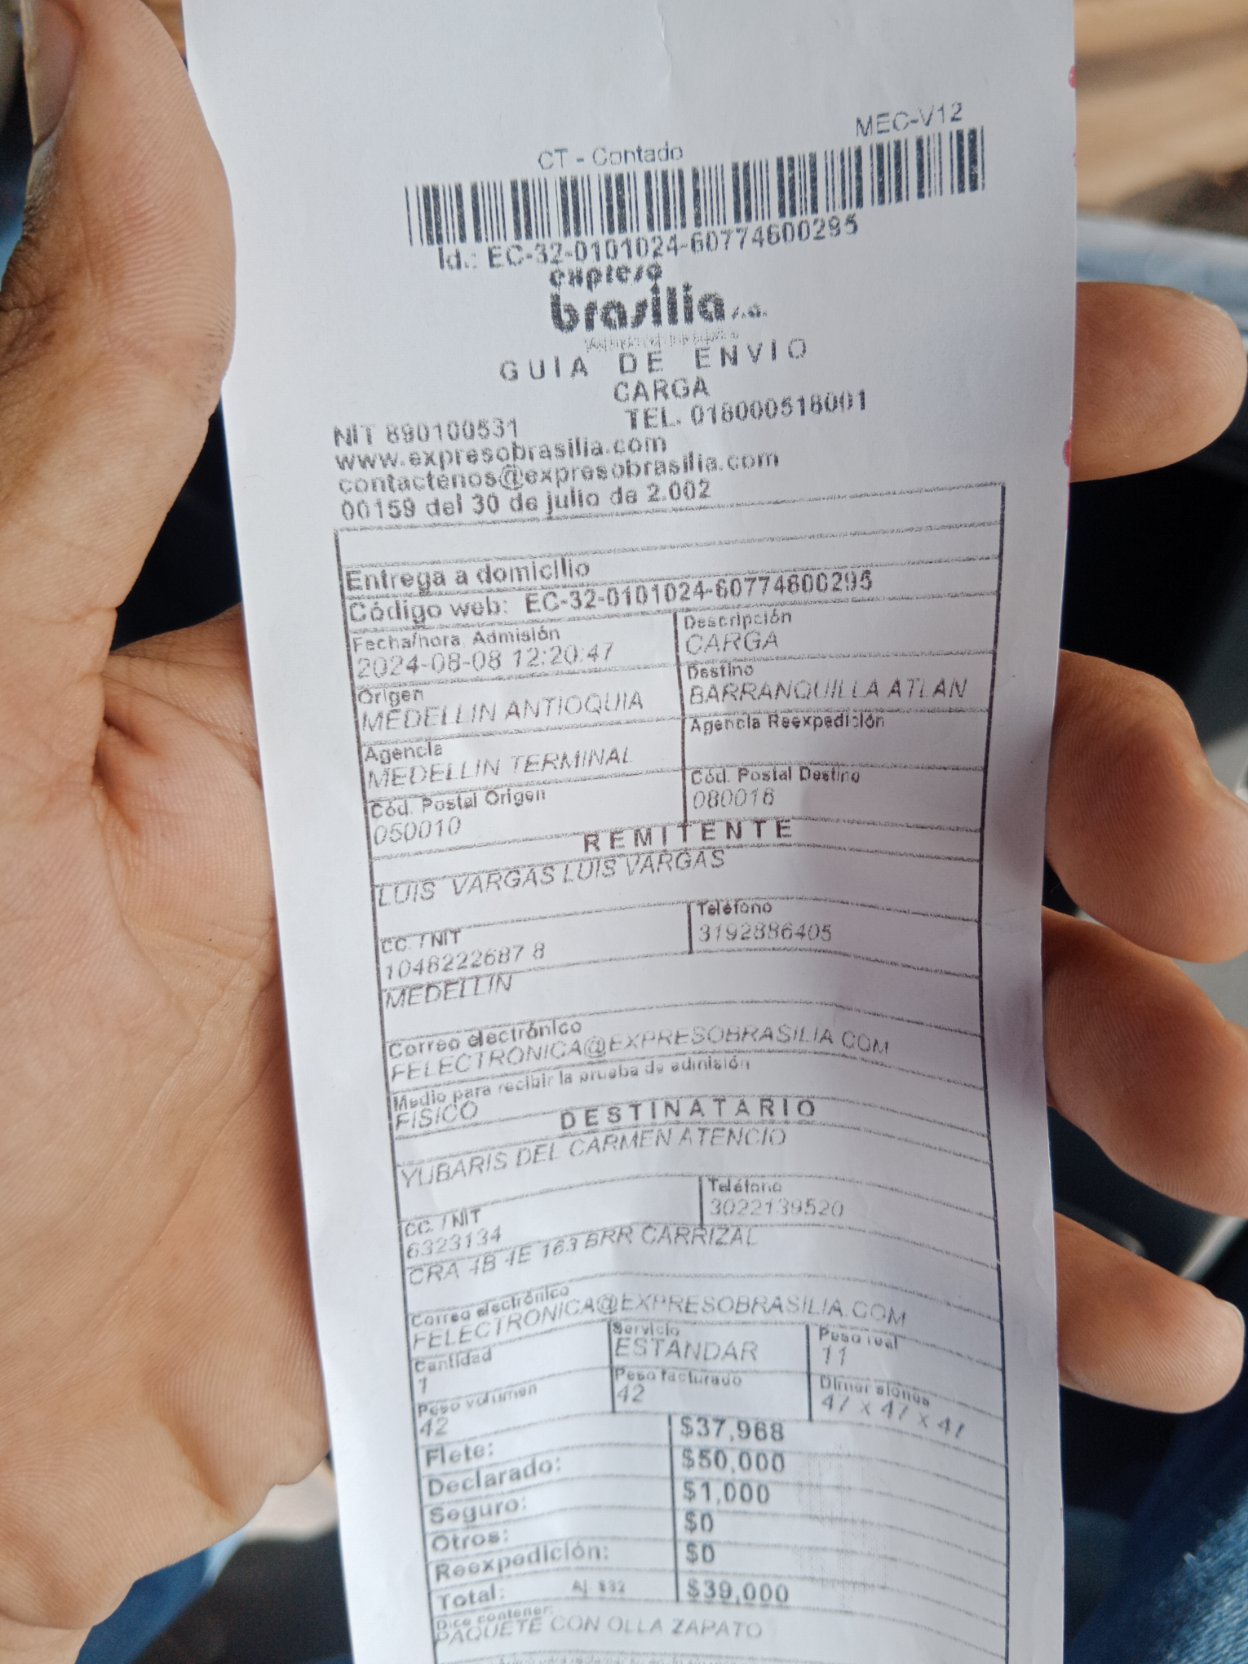 MEC-V12
CT - Contado
Id.: EC-32-0101024-60774600295
expreso
brasilia s.a.
GUIA DE ENVIO
CARGA
NIT 890100531 TEL. 018000518001
www.expresobrasilia.com
contactenos@expresobrasilia.com
00159 del 30 de julio de 2.002
Entrega a domicilio
Código web: EC-32-0101024-60774600295
Fecha/hora Admisión Descripción
2024-08-08 12:20:47 CARGA
Origen Destino
MEDELLIN ANTIOQUIA BARRANQUILLA ATLAN
Agencia Agencia Reexpedición
MEDELLIN TERMINAL
Cód. Postal Origen Cód. Postal Destino
050010 080016
REMITENTE
LUIS VARGAS LUIS VARGAS
CC. / NIT Teléfono
1048222687 8 3192886405
MEDELLIN
Correo electrónico
FELECTRONICA@EXPRESOBRASILIA.COM
Medio para recibir la prueba de admisión
FISICO
DESTINATARIO
YUBARIS DEL CARMEN ATENCIO
CC. / NIT Teléfono
6323134 3022139520
CRA 4B 4E 163 BRR CARRIZAL
Correo electrónico
FELECTRONICA@EXPRESOBRASILIA.COM
Cantidad Servicio Peso real
1 ESTANDAR 11
Peso volumen Peso facturado Dimensiones
42 42
Flete: $37,968
Declarado: $50,000
Seguro: $1,000
Otros: $0
Reexpedición: $0
Total: Aj. $32 $39,000
Dice contener:
PAQUETE CON OLLA ZAPATO